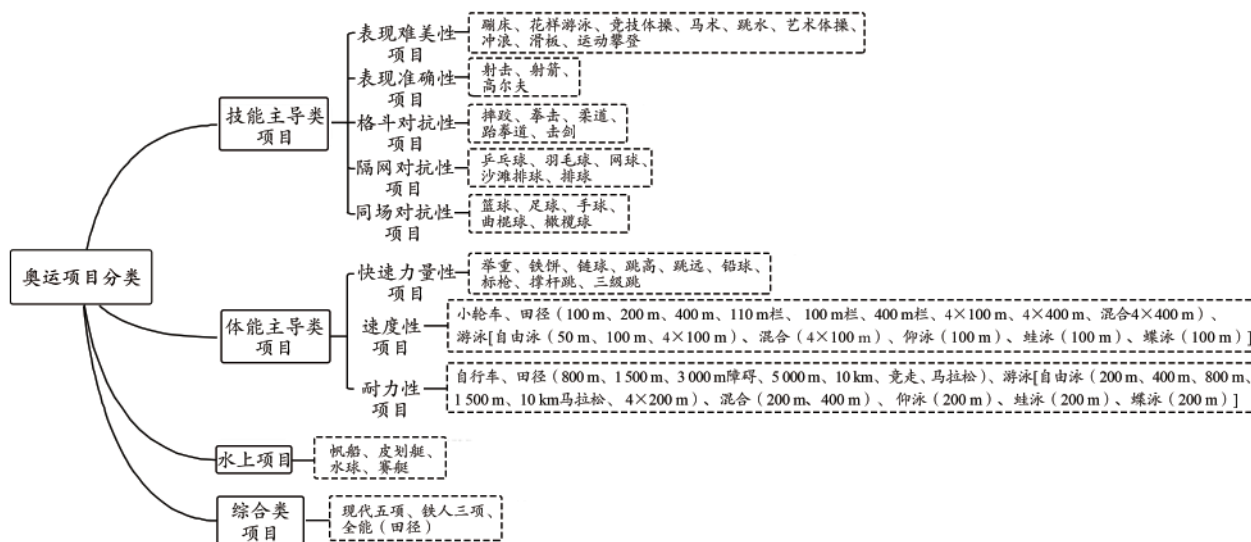 奥运项目分类
技能主导类
项目
表现难美性
项目
蹦床、花样游泳、竞技体操、马术、跳水、艺术体操、
冲浪、滑板、运动攀登
表现准确性
项目
射击、射箭、
高尔夫
格斗对抗性
项目
摔跤、拳击、柔道、
跆拳道、击剑
隔网对抗性
项目
乒乓球、羽毛球、网球、
沙滩排球、排球
同场对抗性
项目
篮球、足球、手球、
曲棍球、橄榄球
体能主导类
项目
快速力量性
项目
举重、铁饼、链球、跳高、跳远、铅球、
标枪、撑杆跳、三级跳
速度性
项目
小轮车、田径（100 m、200 m、400 m、110 m栏、100 m栏、400 m栏、4×100 m、4×400 m、混合4×400 m）、
游泳[自由泳（50 m、100 m、4×100 m）、混合（4×100 m）、仰泳（100 m）、蛙泳（100 m）、蝶泳（100 m）]
耐力性
项目
自行车、田径（800 m、1 500 m、3 000 m障碍、5 000 m、10 km、竞走、马拉松）、游泳[自由泳（200 m、400 m、800 m、
1 500 m、10 km马拉松、4×200 m）、混合（200 m、400 m）、仰泳（200 m）、蛙泳（200 m）、蝶泳（200 m）]
水上项目
帆船、皮划艇、
水球、赛艇
综合类
项目
现代五项、铁人三项、
全能（田径）